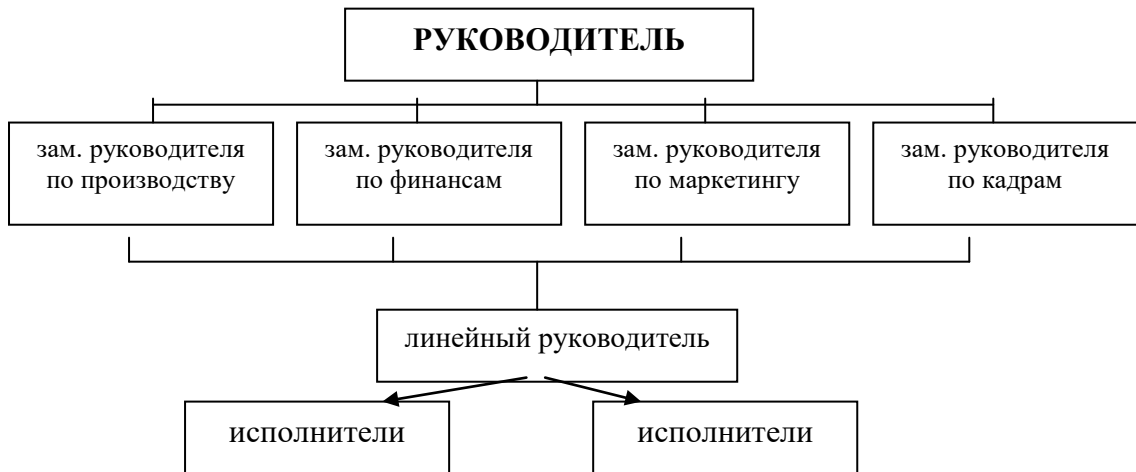 РУКОВОДИТЕЛЬ
зам. руководителя
по производству
зам. руководителя
по финансам
зам. руководителя
по маркетингу
зам. руководителя
по кадрам
линейный руководитель
исполнители
исполнители